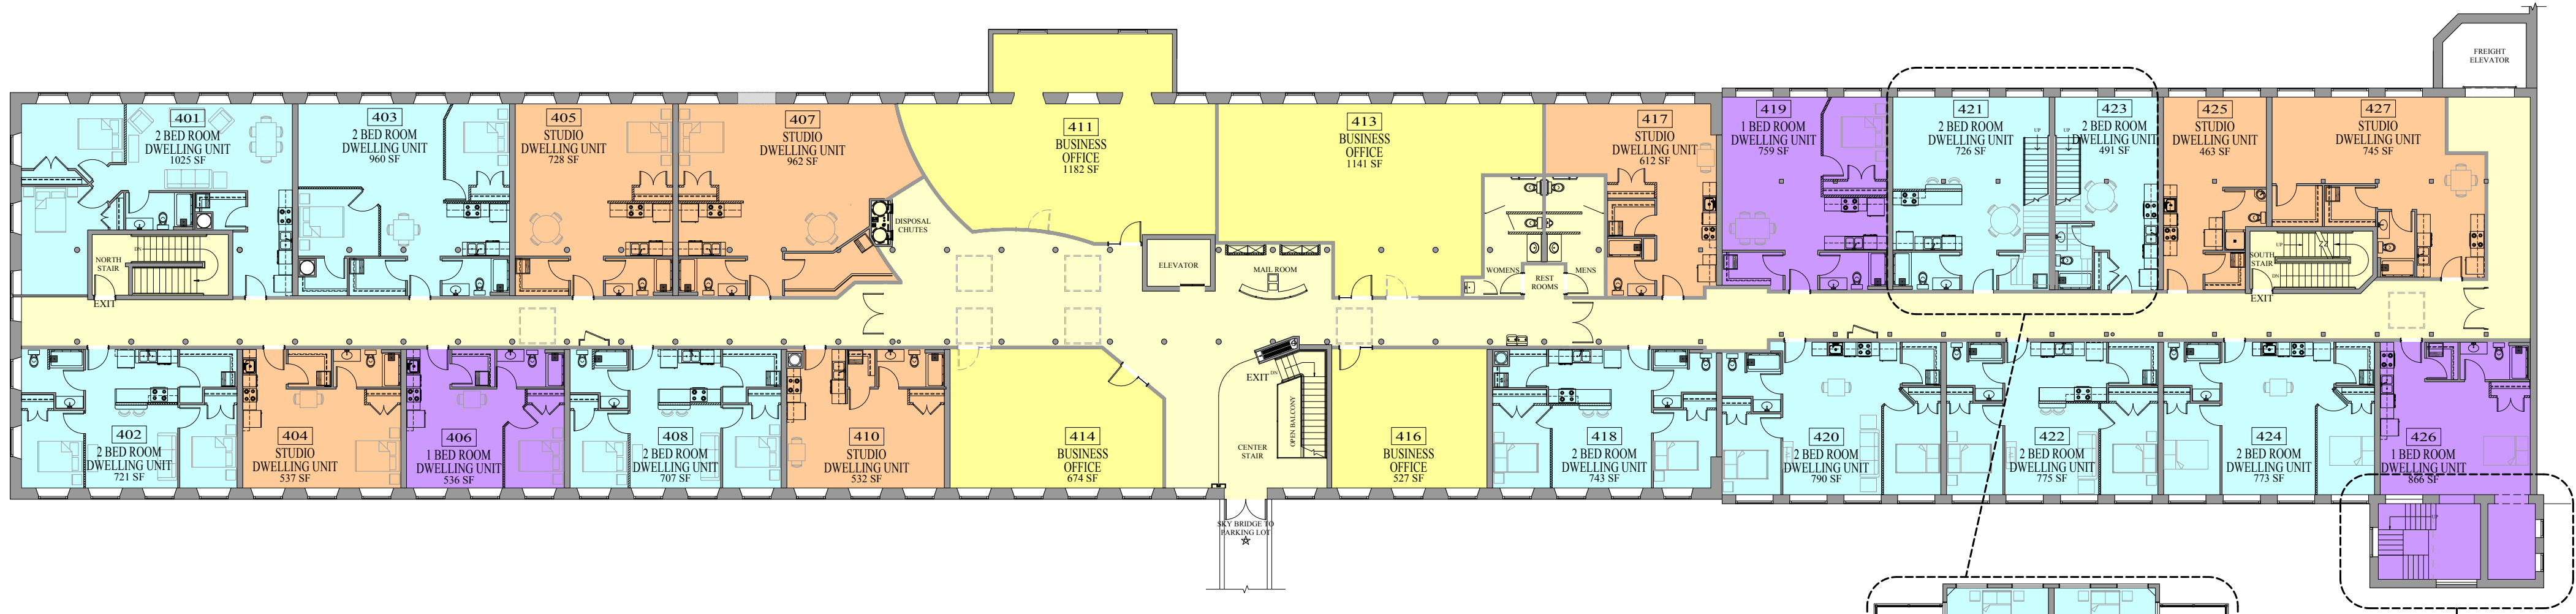 FREIGHT
ELEVATOR
401
2 BED ROOM
DWELLING UNIT
1025 SF
403
2 BED ROOM
DWELLING UNIT
960 SF
405
STUDIO
DWELLING UNIT
728 SF
407
STUDIO
DWELLING UNIT
962 SF
411
BUSINESS
OFFICE
1182 SF
413
BUSINESS
OFFICE
1141 SF
417
STUDIO
DWELLING UNIT
612 SF
419
1 BED ROOM
DWELLING UNIT
759 SF
421
2 BED ROOM
DWELLING UNIT
726 SF
UP
UP
423
2 BED ROOM
DWELLING UNIT
491 SF
425
STUDIO
DWELLING UNIT
463 SF
427
STUDIO
DWELLING UNIT
745 SF
DISPOSAL
CHUTES
DN
NORTH
STAIR
EXIT
ELEVATOR
MAIL ROOM
WOMENS
REST
ROOMS
MENS
UP
SOUTH
STAIR
DN
EXIT
402
2 BED ROOM
DWELLING UNIT
721 SF
404
STUDIO
DWELLING UNIT
537 SF
406
1 BED ROOM
DWELLING UNIT
536 SF
408
2 BED ROOM
DWELLING UNIT
707 SF
410
STUDIO
DWELLING UNIT
532 SF
414
BUSINESS
OFFICE
674 SF
EXIT
DN
OPEN BALCONY
CENTER
STAIR
416
BUSINESS
OFFICE
527 SF
418
2 BED ROOM
DWELLING UNIT
743 SF
420
2 BED ROOM
DWELLING UNIT
790 SF
422
2 BED ROOM
DWELLING UNIT
775 SF
424
2 BED ROOM
DWELLING UNIT
773 SF
426
1 BED ROOM
DWELLING UNIT
866 SF
UP
SKY BRIDGE TO
PARKING LOT